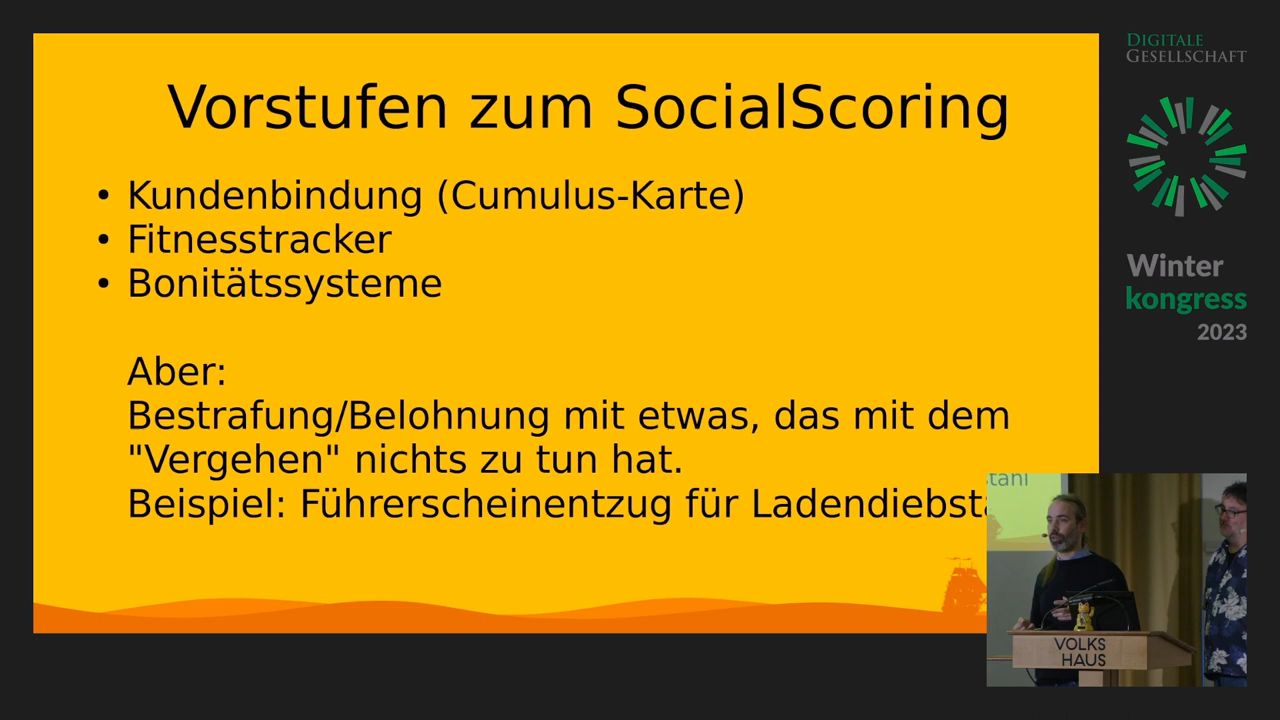 Vorstufen zum SocialScoring
• Kundenbindung (Cumulus-Karte)
• Fitnesstracker
• Bonitätssysteme
Aber:
Bestrafung/Belohnung mit etwas, das mit dem
"Vergehen" nichts zu tun hat.
Beispiel: Führerscheinentzug für Ladendiebsta
DIGITALE
GESELLSCHAFT
Winter
kongress
2023
stahl
VOLKS
HAUS